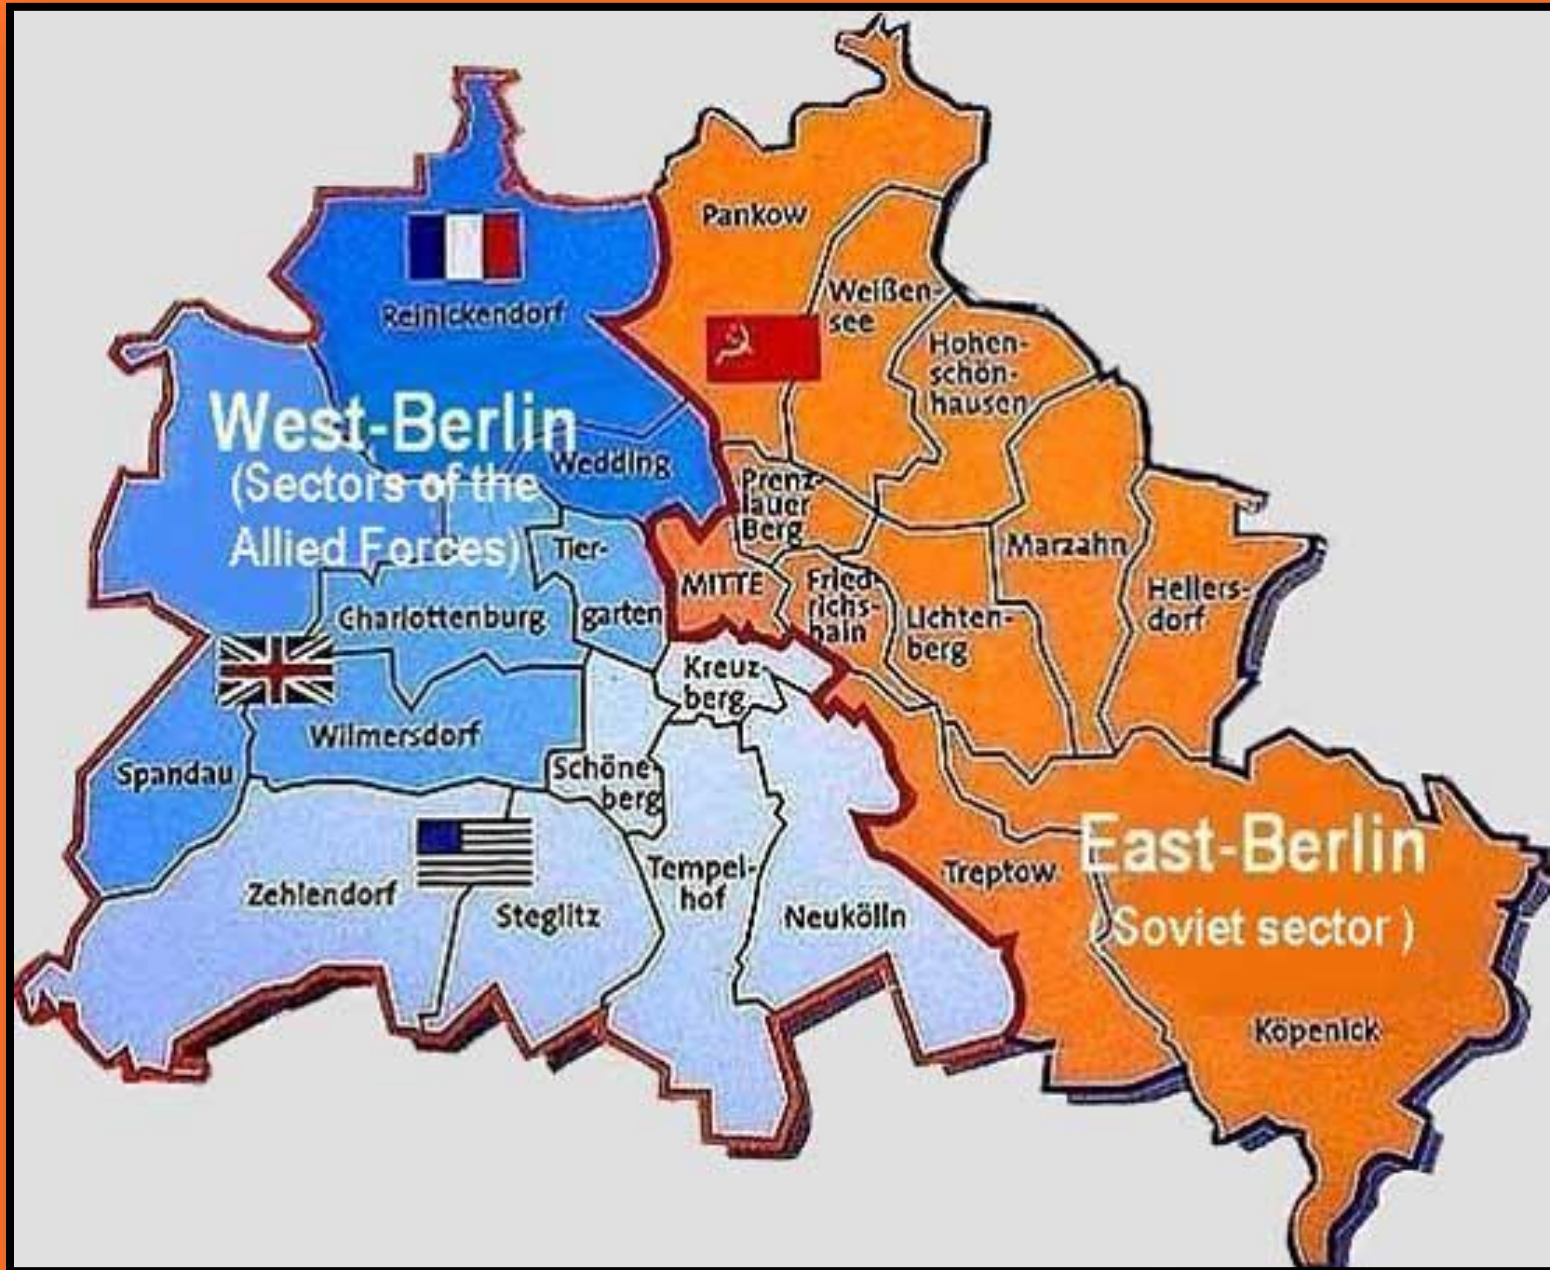 Pankow
Weißen-
see
Reinickendorf
Hohen-
schön-
hausen
West-Berlin
(Sectors of the
Allied Forces)
Wedding
Prenz-
lauer
Berg
Tier-
garten
MITTE
Fried-
richs-
hain
Marzahn
Hellers-
dorf
Lichten-
berg
Charlottenburg
Kreuz-
berg
Wilmersdorf
Spandau
Schöne-
berg
Zehlendorf
Steglitz
Tempel-
hof
Neukölln
Treptow
East-Berlin
(Soviet sector )
Köpenick